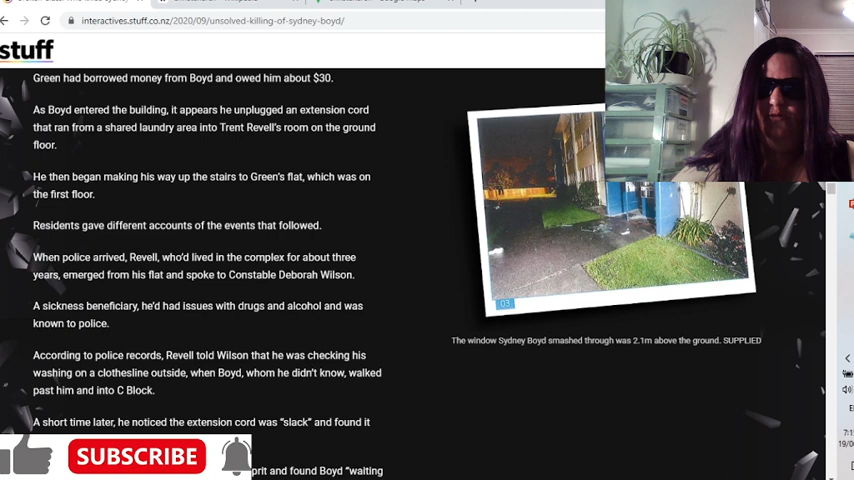 interactives.stuff.co.nz/2020/09/unsolved-killing-of-sydney-boyd/
stuff
Green had borrowed money from Boyd and owed him about $30.
As Boyd entered the building, it appears he unplugged an extension cord
that ran from a shared laundry area into Trent Revell's room on the ground
floor.
He then began making his way up the stairs to Green's flat, which was on
the first floor.
Residents gave different accounts of the events that followed.
When police arrived, Revell, who'd lived in the complex for about three
years, emerged from his flat and spoke to Constable Deborah Wilson.
A sickness beneficiary, he'd had issues with drugs and alcohol and was
known to police.
According to police records, Revell told Wilson that he was checking his
washing on a clothesline outside, when Boyd, whom he didn't know, walked
past him and into C Block.
A short time later, he noticed the extension cord was "slack" and found it
prit and found Boyd "waiting
03
The window Sydney Boyd smashed through was 2.1m above the ground. SUPPLIED
SUBSCRIBE